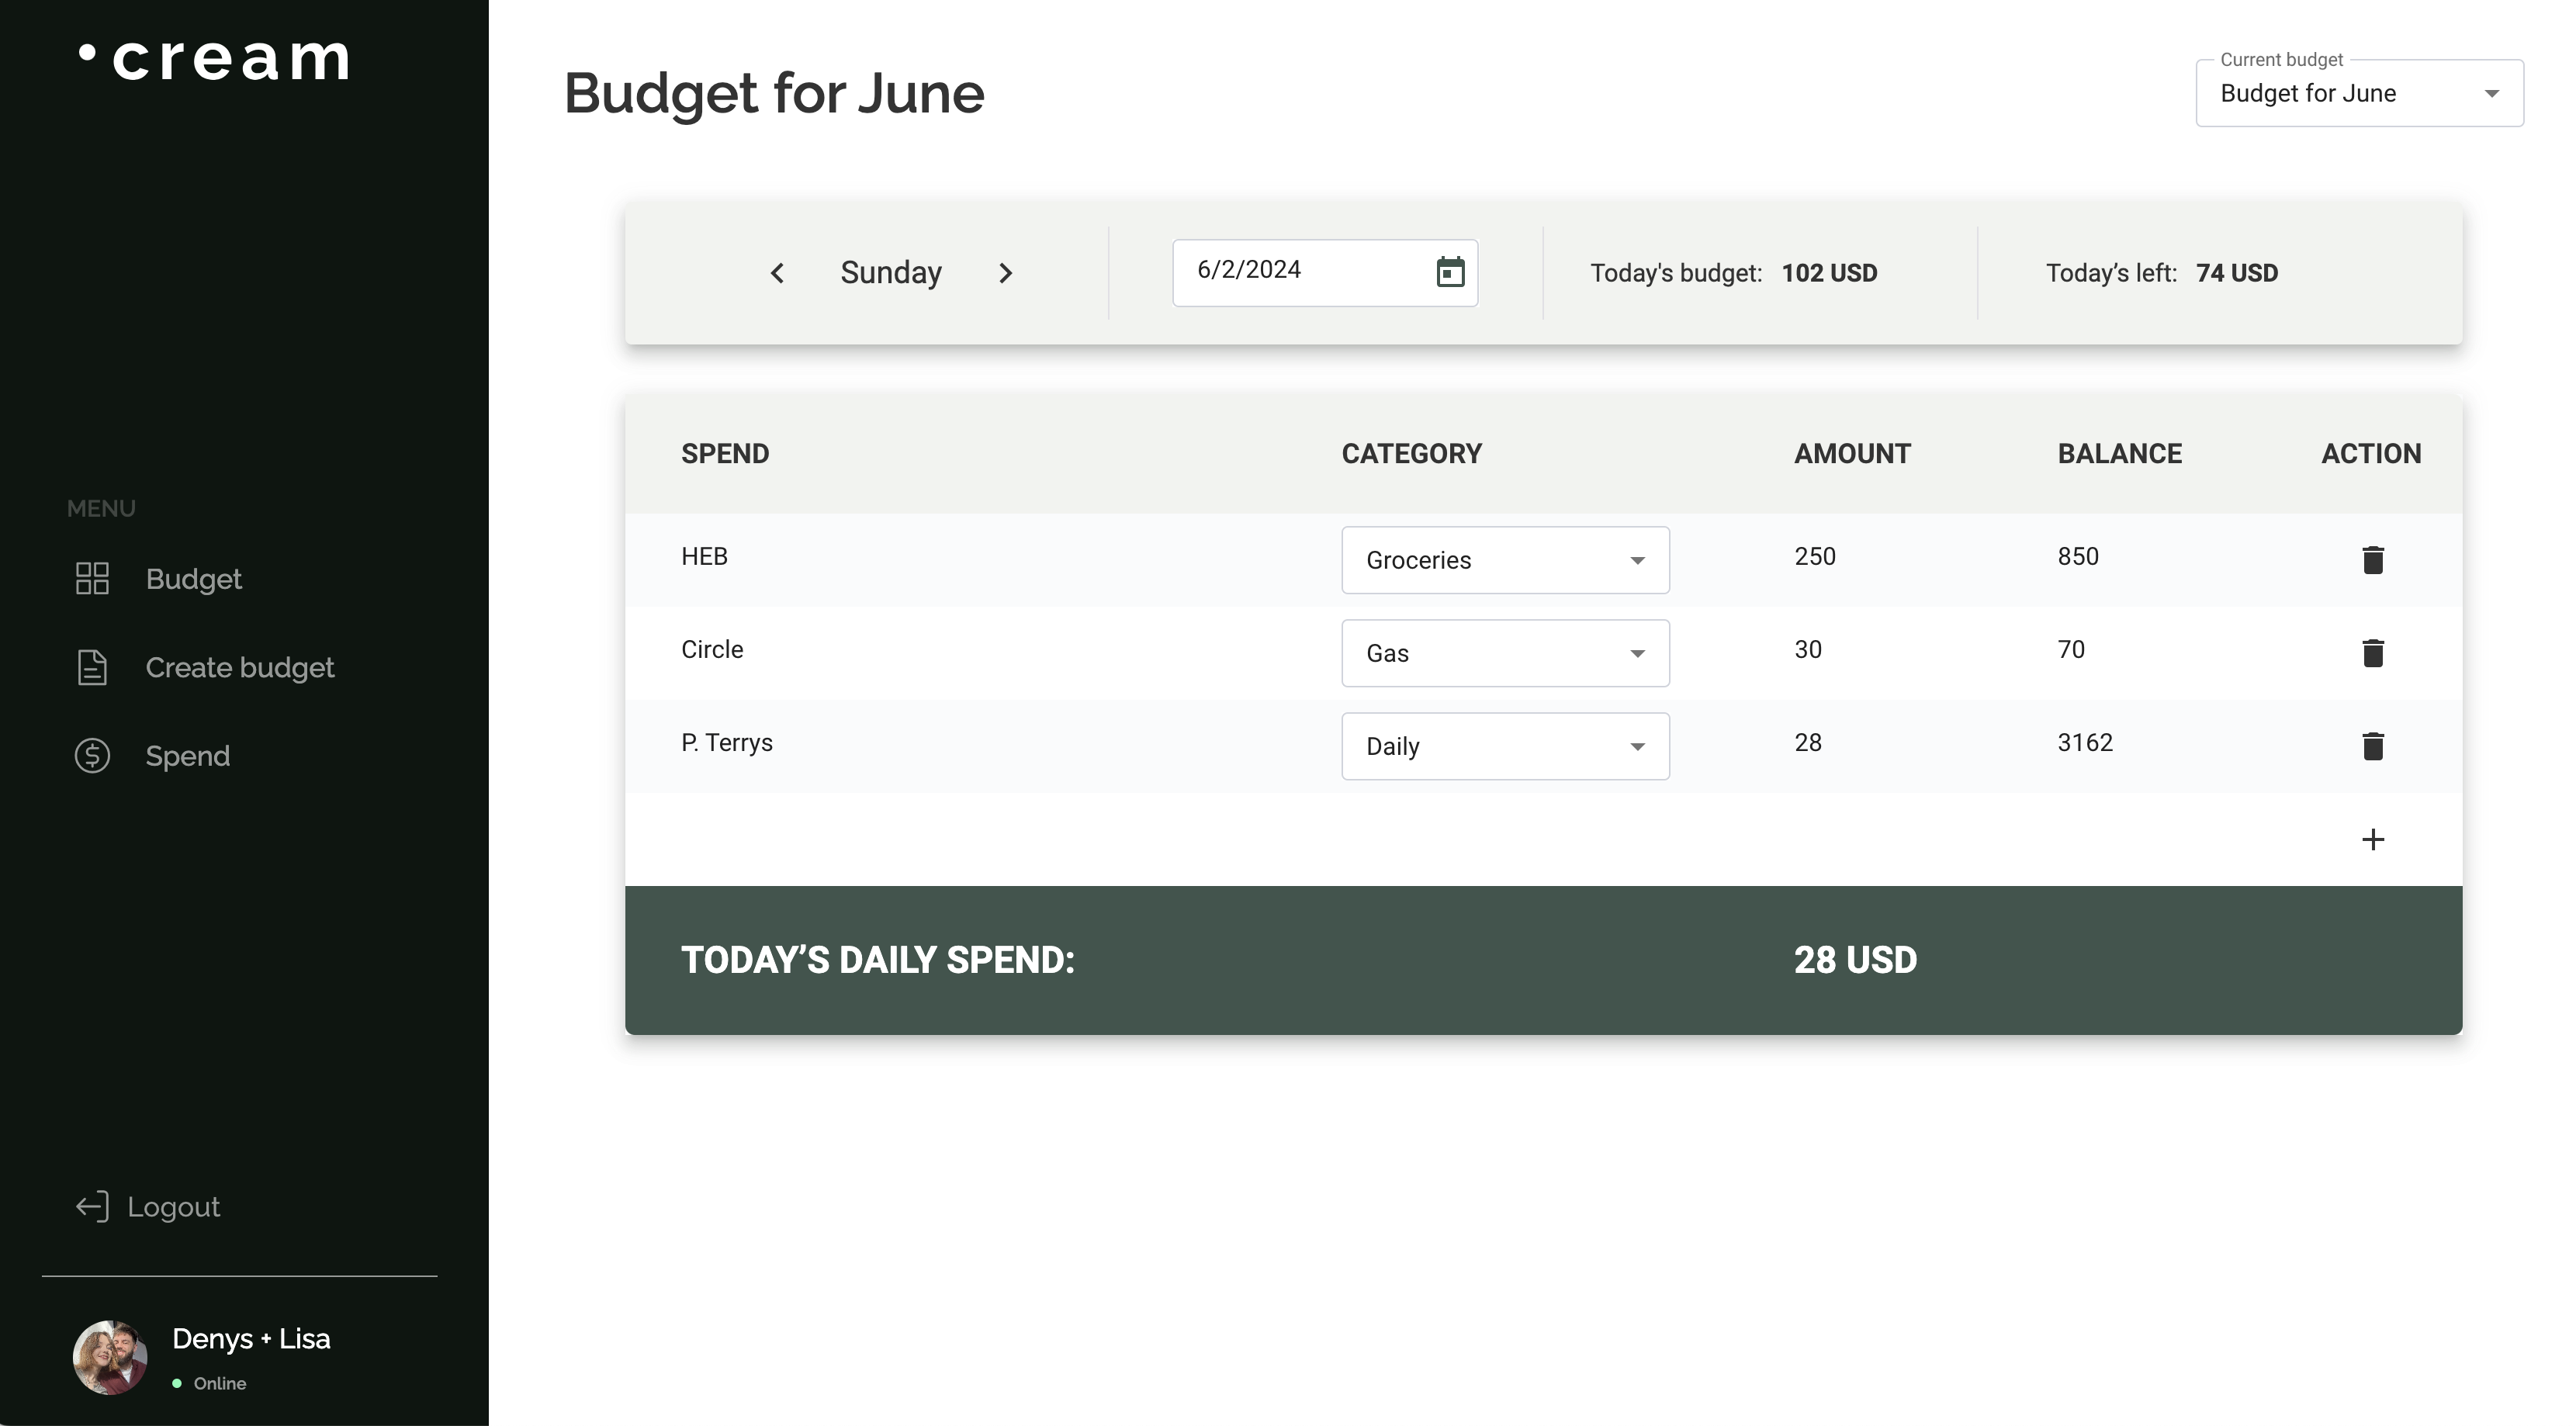 cream
Budget for June
Current budget
Budget for June
Sunday
6/2/2024
Today's budget: 102 USD
Today’s left: 74 USD
SPEND CATEGORY AMOUNT BALANCE ACTION
HEB Groceries 250 850
Circle Gas 30 70
P. Terrys Daily 28 3162
TODAY’S DAILY SPEND: 28 USD
MENU
Budget
Create budget
Spend
Logout
Denys + Lisa
Online